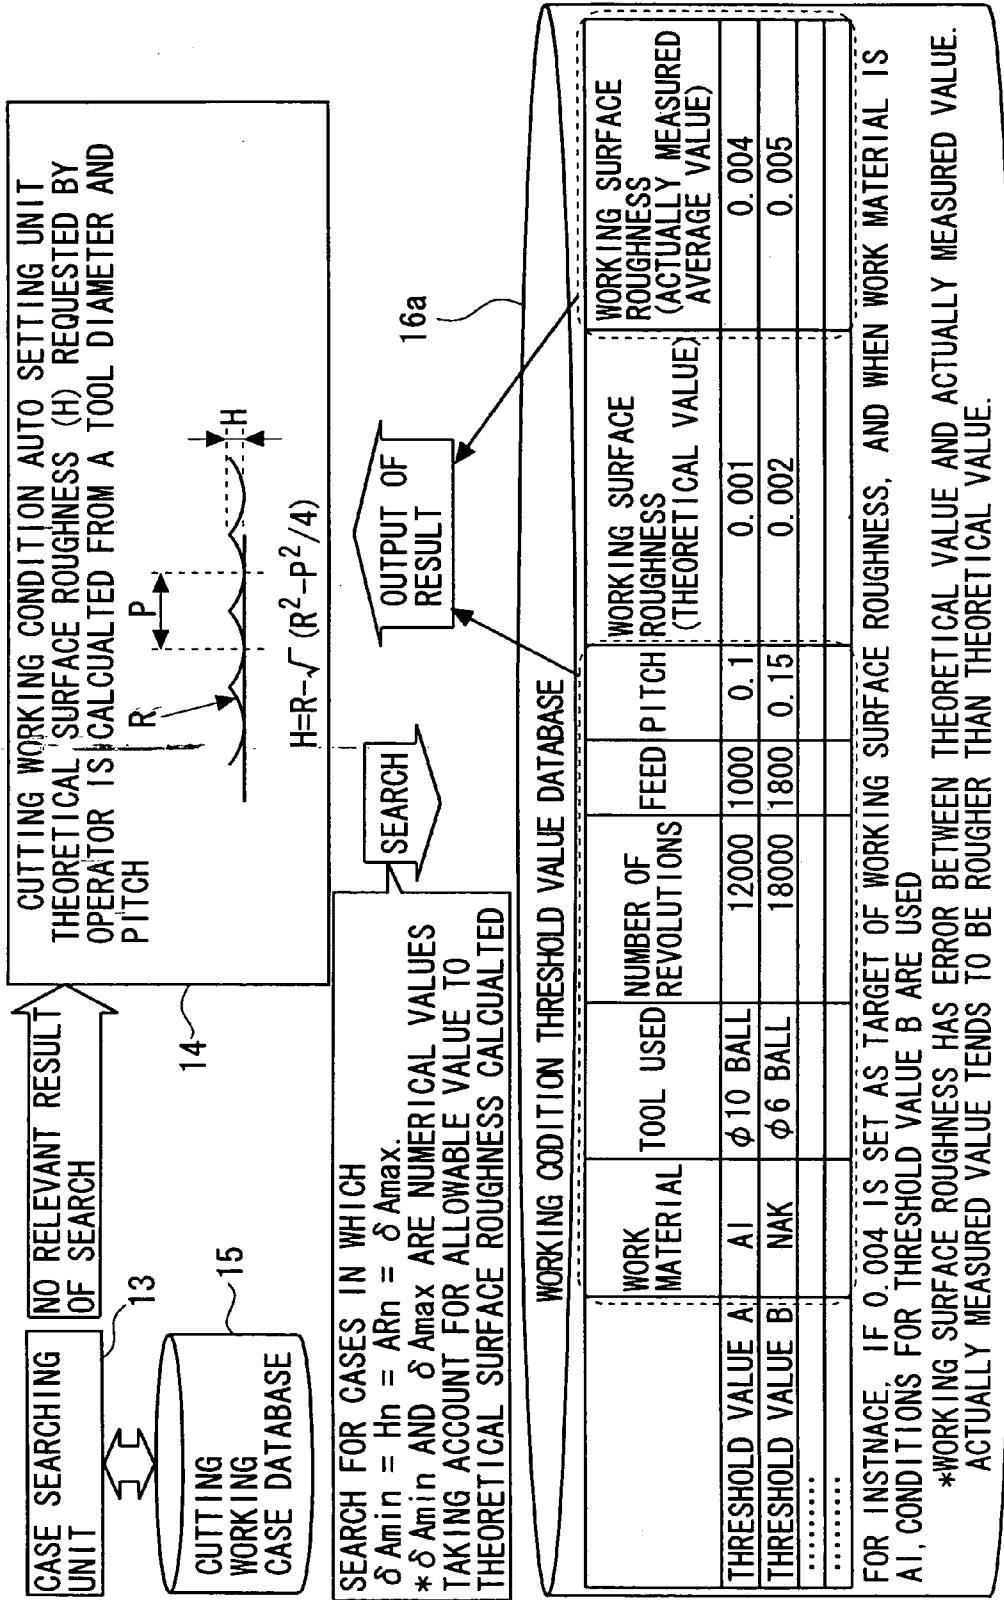 CASE SEARCHING
UNIT
13
NO RELEVANT RESULT
OF SEARCH
CUTTING
WORKING
CASE DATABASE
15
CUTTING WORKING CONDITION AUTO SETTING UNIT
THEORETICAL SURFACE ROUGHNESS (H) REQUESTED BY
OPERATOR IS CALCUALTED FROM A TOOL DIAMETER AND
PITCH
R
P
H
H=R-√(R²-P²/4)
14
SEARCH FOR CASES IN WHICH
δAmin = Hn = ARn = δAmax.
*δAmin AND δAmax ARE NUMERICAL VALUES
TAKING ACCOUNT FOR ALLOWABLE VALUE TO
THEORETICAL SURFACE ROUGHNESS CALCUALTED
SEARCH
OUTPUT OF
RESULT
16a
WORKING CODITION THRESHOLD VALUE DATABASE
WORK
MATERIAL
TOOL USED
NUMBER OF
REVOLUTIONS
FEED
PITCH
WORKING SURFACE
ROUGHNESS
(THEORETICAL VALUE)
WORKING SURFACE
ROUGHNESS
(ACTUALLY MEASURED
AVERAGE VALUE)
THRESHOLD VALUE A AI φ10 BALL 12000 1000 0.1 0.001 0.004
THRESHOLD VALUE B NAK φ6 BALL 18000 1800 0.15 0.002 0.005
........
........
FOR INSTNACE, IF 0.004 IS SET AS TARGET OF WORKING SURFACE ROUGHNESS, AND WHEN WORK MATERIAL IS
AI, CONDITIONS FOR THRESHOLD VALUE B ARE USED
*WORKING SURFACE ROUGHNESS HAS ERROR BETWEEN THEORETICAL VALUE AND ACTUALLY MEASURED VALUE.
ACTUALLY MEASURED VALUE TENDS TO BE ROUGHER THAN THEORETICAL VALUE.